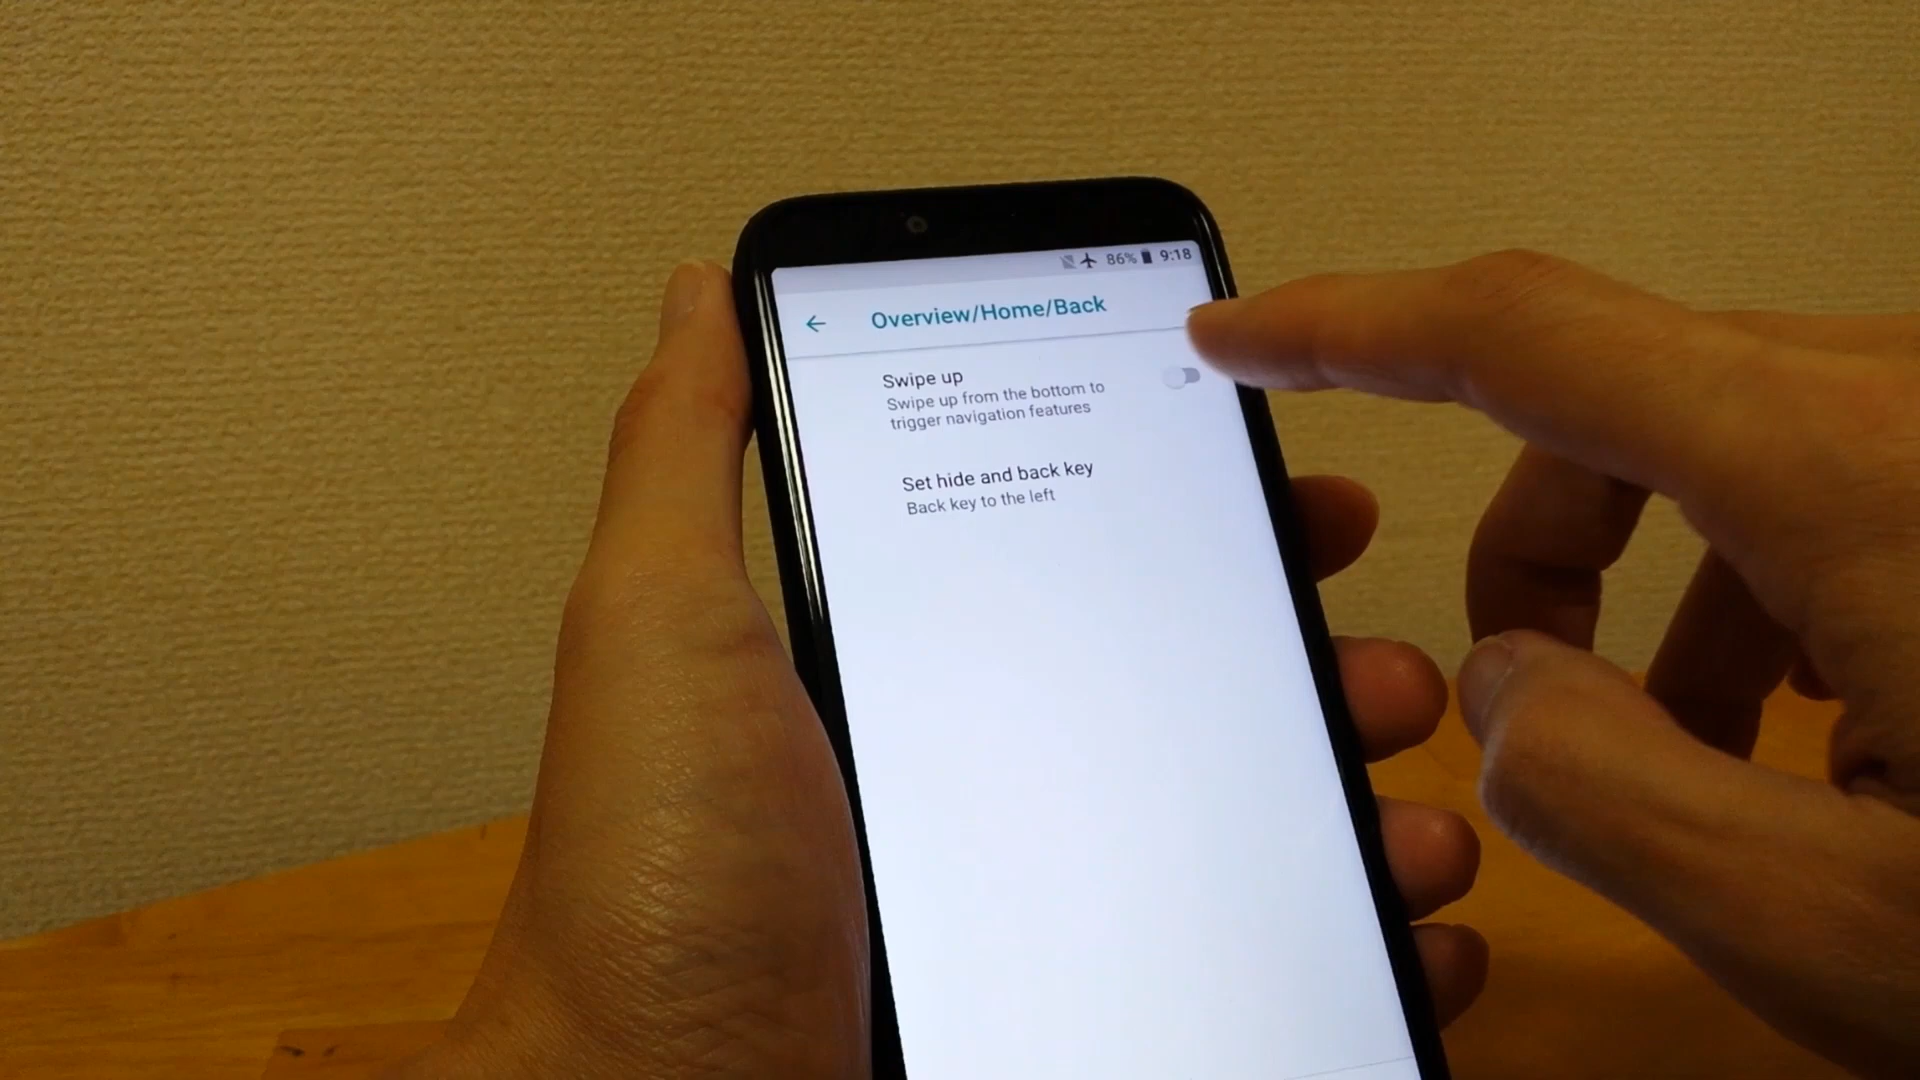 86% 9:18
Overview/Home/Back
Swipe up
Swipe up from the bottom to
trigger navigation features
Set hide and back key
Back key to the left